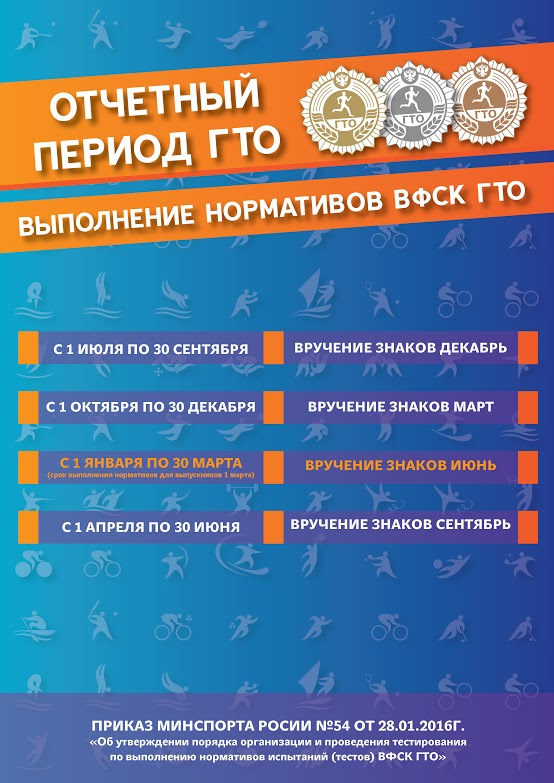 ОТЧЕТНЫЙ
ПЕРИОД ГТО
ГТО
ГТО
ГТО
ВЫПОЛНЕНИЕ НОРМАТИВОВ ВФСК ГТО
С 1 ИЮЛЯ ПО 30 СЕНТЯБРЯ
ВРУЧЕНИЕ ЗНАКОВ ДЕКАБРЬ
С 1 ОКТЯБРЯ ПО 30 ДЕКАБРЯ
ВРУЧЕНИЕ ЗНАКОВ МАРТ
С 1 ЯНВАРЯ ПО 30 МАРТА
(срок выполнения нормативов для выпускников 1 марта)
ВРУЧЕНИЕ ЗНАКОВ ИЮНЬ
С 1 АПРЕЛЯ ПО 30 ИЮНЯ
ВРУЧЕНИЕ ЗНАКОВ СЕНТЯБРЬ
ПРИКАЗ МИНСПОРТА РОСИИ №54 ОТ 28.01.2016Г.
«Об утверждении порядка организации и проведения тестирования
по выполнению нормативов испытаний (тестов) ВФСК ГТО»